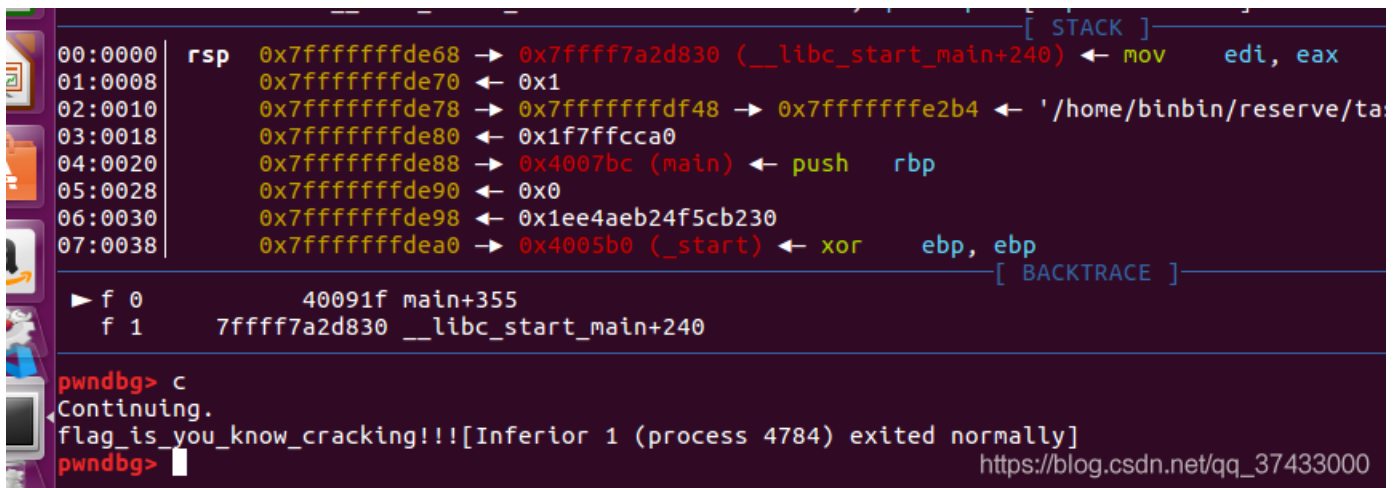 [ STACK ]
00:0000│ rsp 0x7fffffffde68 —► 0x7ffff7a2d830 (__libc_start_main+240) ◄— mov edi, eax
01:0008│ 0x7fffffffde70 ◄— 0x1
02:0010│ 0x7fffffffde78 —► 0x7fffffffdf48 —► 0x7fffffffe2b4 ◄— '/home/binbin/reserve/tas
03:0018│ 0x7fffffffde80 ◄— 0x1f7ffcca0
04:0020│ 0x7fffffffde88 —► 0x4007bc (main) ◄— push rbp
05:0028│ 0x7fffffffde90 ◄— 0x0
06:0030│ 0x7fffffffde98 ◄— 0x1ee4aeb24f5cb230
07:0038│ 0x7fffffffdea0 —► 0x4005b0 (_start) ◄— xor ebp, ebp
[ BACKTRACE ]
► f 0 40091f main+355
f 1 7ffff7a2d830 __libc_start_main+240
pwndbg> c
Continuing.
flag_is_you_know_cracking!!![Inferior 1 (process 4784) exited normally]
pwndbg>
https://blog.csdn.net/qq_37433000